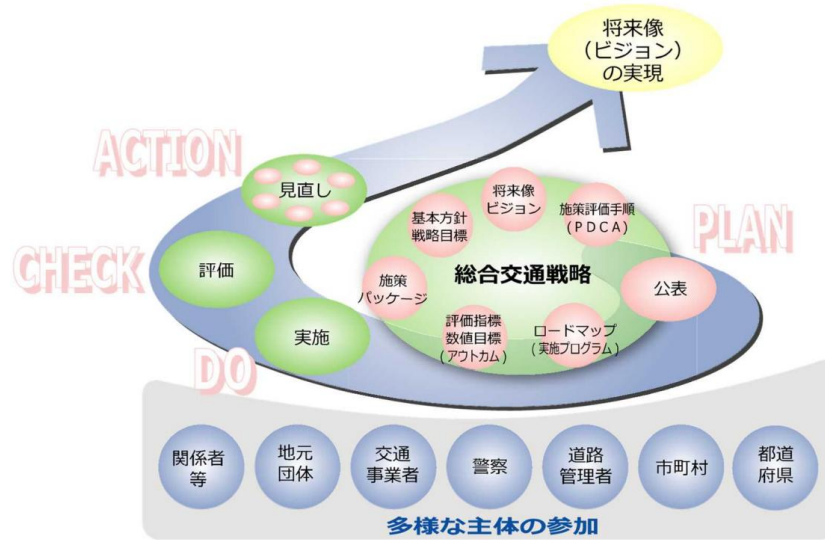 将来像
(ビジョン)
の実現
ACTION
見直し
将来像
ビジョン
基本方針
戦略目標
施策評価手順
(PDCA)
PLAN
CHECK
評価
総合交通戦略
施策
パッケージ
公表
実施
評価指標
数値目標
(アウトカム)
ロードマップ
(実施プログラム)
DO
関係者
等
地元
団体
交通
事業者
警察
道路
管理者
市町村
都道
府県
多様な主体の参加